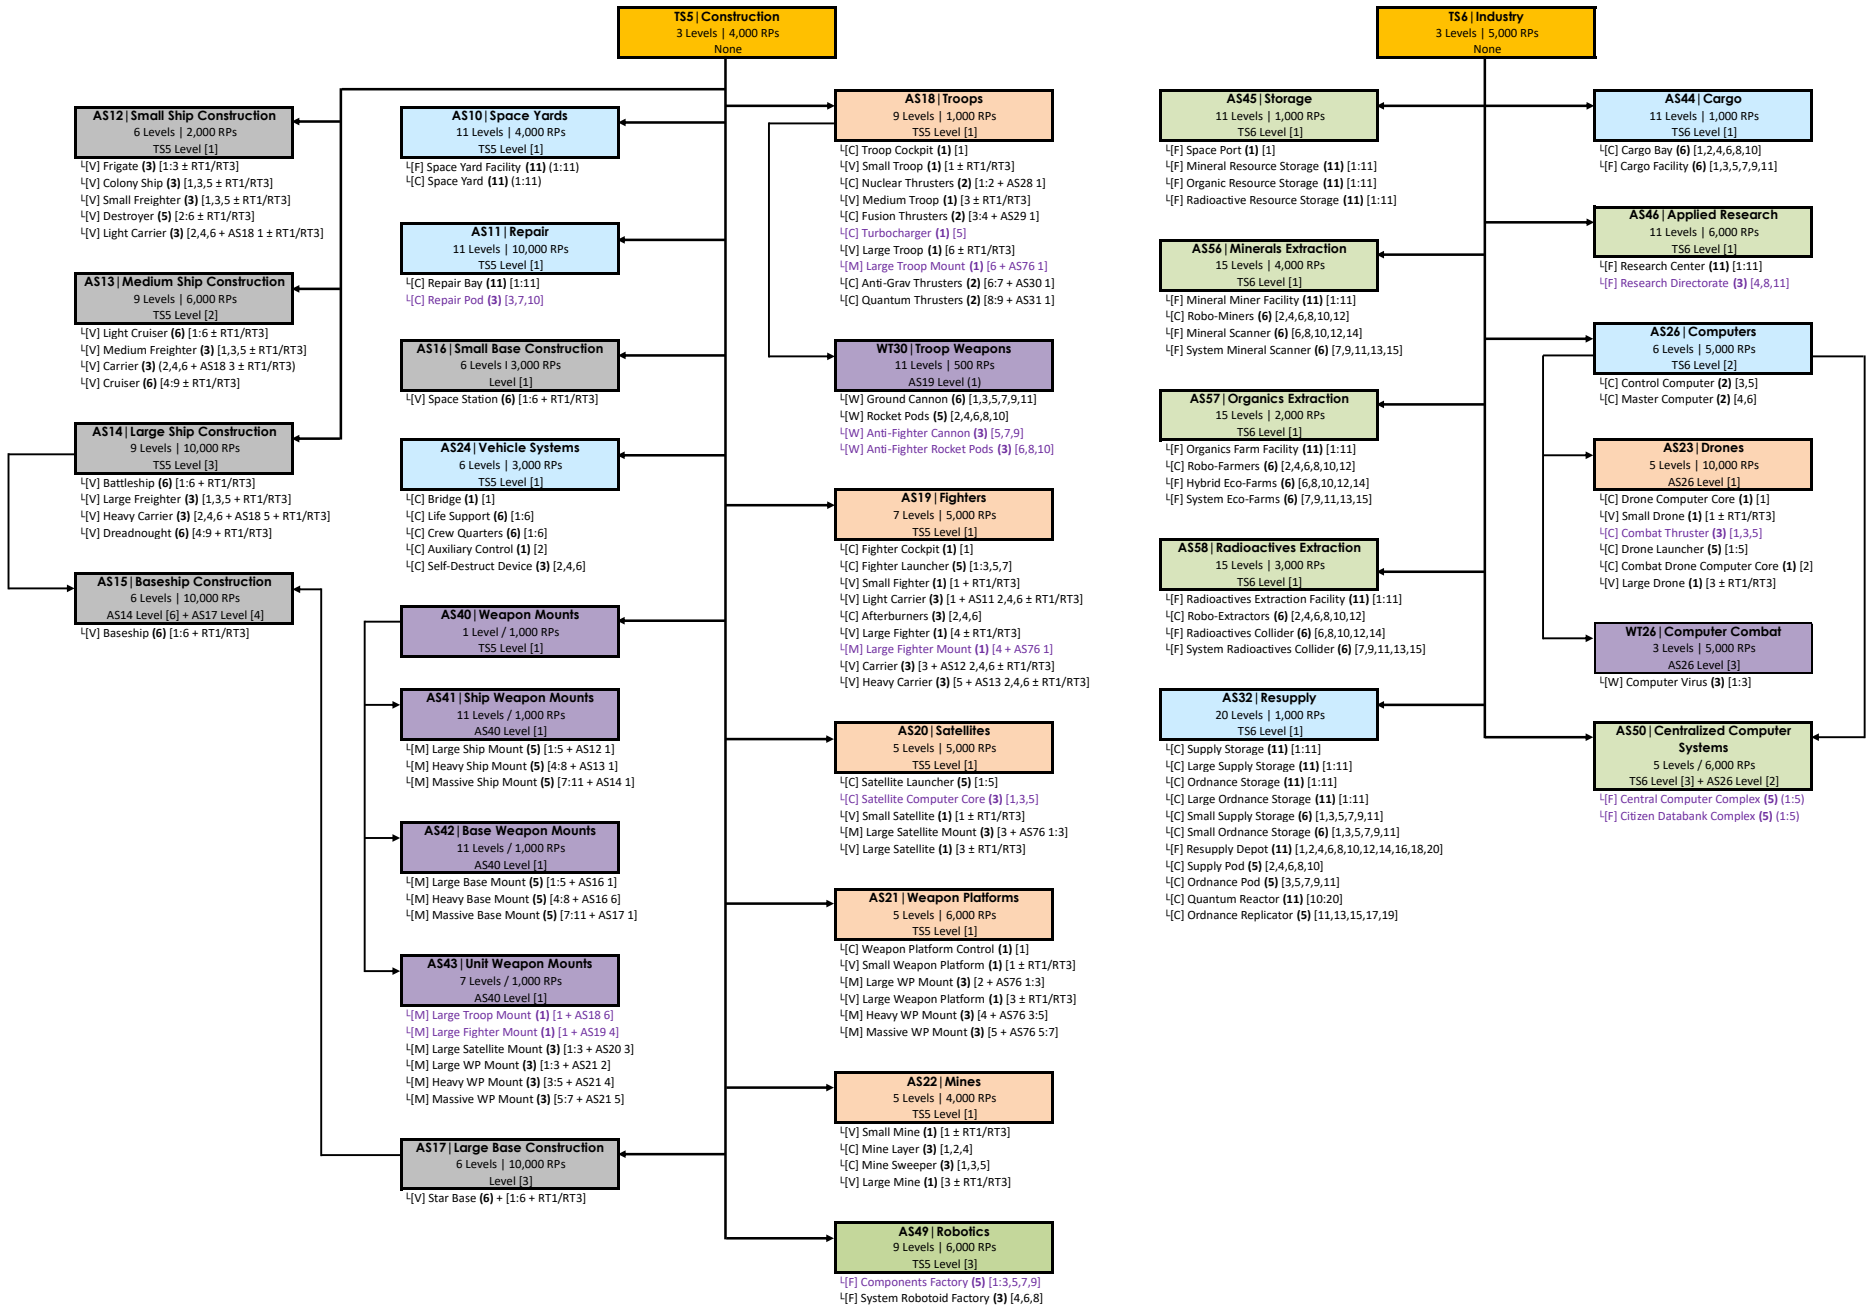 TS5|Construction
3 Levels | 4,000 RPs
None
AS12|Small Ship Construction
6 Levels | 2,000 RPs
TS5 Level [1]
└[V] Frigate (3) [1:3 ± RT1/RT3]
└[V] Colony Ship (3) [1,3,5 ± RT1/RT3]
└[V] Small Freighter (3) [1,3,5 ± RT1/RT3]
└[V] Destroyer (5) [2:6 ± RT1/RT3]
└[V] Light Carrier (3) [2,4,6 + AS18 1 ± RT1/RT3]
AS13|Medium Ship Construction
9 Levels | 6,000 RPs
TS5 Level [2]
└[V] Light Cruiser (6) [1:6 ± RT1/RT3]
└[V] Medium Freighter (3) [1,3,5 ± RT1/RT3]
└[V] Carrier (3) (2,4,6 + AS18 3 ± RT1/RT3)
└[V] Cruiser (6) [4:9 ± RT1/RT3]
AS14|Large Ship Construction
9 Levels | 10,000 RPs
TS5 Level [3]
└[V] Battleship (6) [1:6 + RT1/RT3]
└[V] Large Freighter (3) [1,3,5 + RT1/RT3]
└[V] Heavy Carrier (3) [2,4,6 + AS18 5 + RT1/RT3]
└[V] Dreadnought (6) [4:9 + RT1/RT3]
AS15|Baseship Construction
6 Levels | 10,000 RPs
AS14 Level [6] + AS17 Level [4]
└[V] Baseship (6) [1:6 + RT1/RT3]
AS10|Space Yards
11 Levels | 4,000 RPs
TS5 Level [1]
└[F] Space Yard Facility (11) (1:11)
└[C] Space Yard (11) (1:11)
AS11|Repair
11 Levels | 10,000 RPs
TS5 Level [1]
└[C] Repair Bay (11) [1:11]
└[C] Repair Pod (3) [3,7,10]
AS16|Small Base Construction
6 Levels I 3,000 RPs
Level [1]
└[V] Space Station (6) [1:6 + RT1/RT3]
AS24|Vehicle Systems
6 Levels | 3,000 RPs
TS5 Level [1]
└[C] Bridge (1) [1]
└[C] Life Support (6) [1:6]
└[C] Crew Quarters (6) [1:6]
└[C] Auxiliary Control (1) [2]
└[C] Self-Destruct Device (3) [2,4,6]
AS40|Weapon Mounts
1 Level / 1,000 RPs
TS5 Level [1]
AS41|Ship Weapon Mounts
11 Levels / 1,000 RPs
AS40 Level [1]
└[M] Large Ship Mount (5) [1:5 + AS12 1]
└[M] Heavy Ship Mount (5) [4:8 + AS13 1]
└[M] Massive Ship Mount (5) [7:11 + AS14 1]
AS42|Base Weapon Mounts
11 Levels / 1,000 RPs
AS40 Level [1]
└[M] Large Base Mount (5) [1:5 + AS16 1]
└[M] Heavy Base Mount (5) [4:8 + AS16 6]
└[M] Massive Base Mount (5) [7:11 + AS17 1]
AS43|Unit Weapon Mounts
7 Levels / 1,000 RPs
AS40 Level [1]
└[M] Large Troop Mount (1) [1 + AS18 6]
└[M] Large Fighter Mount (1) [1 + AS19 4]
└[M] Large Satellite Mount (3) [1:3 + AS20 3]
└[M] Large WP Mount (3) [1:3 + AS21 2]
└[M] Heavy WP Mount (3) [3:5 + AS21 4]
└[M] Massive WP Mount (3) [5:7 + AS21 5]
AS17|Large Base Construction
6 Levels | 10,000 RPs
Level [3]
└[V] Star Base (6) + [1:6 + RT1/RT3]
AS18|Troops
9 Levels | 1,000 RPs
TS5 Level [1]
└[C] Troop Cockpit (1) [1]
└[V] Small Troop (1) [1 ± RT1/RT3]
└[C] Nuclear Thrusters (2) [1:2 + AS28 1]
└[V] Medium Troop (1) [3 ± RT1/RT3]
└[C] Fusion Thrusters (2) [3:4 + AS29 1]
└[C] Turbocharger (1) [5]
└[V] Large Troop (1) [6 ± RT1/RT3]
└[M] Large Troop Mount (1) [6 + AS76 1]
└[C] Anti-Grav Thrusters (2) [6:7 + AS30 1]
└[C] Quantum Thrusters (2) [8:9 + AS31 1]
WT30|Troop Weapons
11 Levels | 500 RPs
AS19 Level (1)
└[W] Ground Cannon (6) [1,3,5,7,9,11]
└[W] Rocket Pods (5) [2,4,6,8,10]
└[W] Anti-Fighter Cannon (3) [5,7,9]
└[W] Anti-Fighter Rocket Pods (3) [6,8,10]
AS19|Fighters
7 Levels | 5,000 RPs
TS5 Level [1]
└[C] Fighter Cockpit (1) [1]
└[C] Fighter Launcher (5) [1:3,5,7]
└[V] Small Fighter (1) [1 + RT1/RT3]
└[V] Light Carrier (3) [1 + AS11 2,4,6 ± RT1/RT3]
└[C] Afterburners (3) [2,4,6]
└[V] Large Fighter (1) [4 ± RT1/RT3]
└[M] Large Fighter Mount (1) [4 + AS76 1]
└[V] Carrier (3) [3 + AS12 2,4,6 ± RT1/RT3]
└[V] Heavy Carrier (3) [5 + AS13 2,4,6 ± RT1/RT3]
AS20|Satellites
5 Levels | 5,000 RPs
TS5 Level [1]
└[C] Satellite Launcher (5) [1:5]
└[C] Satellite Computer Core (3) [1,3,5]
└[V] Small Satellite (1) [1 ± RT1/RT3]
└[M] Large Satellite Mount (3) [3 + AS76 1:3]
└[V] Large Satellite (1) [3 ± RT1/RT3]
AS21|Weapon Platforms
5 Levels | 6,000 RPs
TS5 Level [1]
└[C] Weapon Platform Control (1) [1]
└[V] Small Weapon Platform (1) [1 ± RT1/RT3]
└[M] Large WP Mount (3) [2 + AS76 1:3]
└[V] Large Weapon Platform (1) [3 ± RT1/RT3]
└[M] Heavy WP Mount (3) [4 + AS76 3:5]
└[M] Massive WP Mount (3) [5 + AS76 5:7]
AS22|Mines
5 Levels | 4,000 RPs
TS5 Level [1]
└[V] Small Mine (1) [1 ± RT1/RT3]
└[C] Mine Layer (3) [1,2,4]
└[C] Mine Sweeper (3) [1,3,5]
└[V] Large Mine (1) [3 ± RT1/RT3]
AS49|Robotics
9 Levels | 6,000 RPs
TS5 Level [3]
└[F] Components Factory (5) [1:3,5,7,9]
└[F] System Robotoid Factory (3) [4,6,8]
TS6|Industry
3 Levels | 5,000 RPs
None
AS45|Storage
11 Levels | 1,000 RPs
TS6 Level [1]
└[F] Space Port (1) [1]
└[F] Mineral Resource Storage (11) [1:11]
└[F] Organic Resource Storage (11) [1:11]
└[F] Radioactive Resource Storage (11) [1:11]
AS56|Minerals Extraction
15 Levels | 4,000 RPs
TS6 Level [1]
└[F] Mineral Miner Facility (11) [1:11]
└[C] Robo-Miners (6) [2,4,6,8,10,12]
└[F] Mineral Scanner (6) [6,8,10,12,14]
└[F] System Mineral Scanner (6) [7,9,11,13,15]
AS57|Organics Extraction
15 Levels | 2,000 RPs
TS6 Level [1]
└[F] Organics Farm Facility (11) [1:11]
└[C] Robo-Farmers (6) [2,4,6,8,10,12]
└[F] Hybrid Eco-Farms (6) [6,8,10,12,14]
└[F] System Eco-Farms (6) [7,9,11,13,15]
AS58|Radioactives Extraction
15 Levels | 3,000 RPs
TS6 Level [1]
└[F] Radioactives Extraction Facility (11) [1:11]
└[C] Robo-Extractors (6) [2,4,6,8,10,12]
└[F] Radioactives Collider (6) [6,8,10,12,14]
└[F] System Radioactives Collider (6) [7,9,11,13,15]
AS32|Resupply
20 Levels | 1,000 RPs
TS6 Level [1]
└[C] Supply Storage (11) [1:11]
└[C] Large Supply Storage (11) [1:11]
└[C] Ordnance Storage (11) [1:11]
└[C] Large Ordnance Storage (11) [1:11]
└[C] Small Supply Storage (6) [1,3,5,7,9,11]
└[C] Small Ordnance Storage (6) [1,3,5,7,9,11]
└[F] Resupply Depot (11) [1,2,4,6,8,10,12,14,16,18,20]
└[C] Supply Pod (5) [2,4,6,8,10]
└[C] Ordnance Pod (5) [3,5,7,9,11]
└[C] Quantum Reactor (11) [10:20]
└[C] Ordnance Replicator (5) [11,13,15,17,19]
AS44|Cargo
11 Levels | 1,000 RPs
TS6 Level [1]
└[C] Cargo Bay (6) [1,2,4,6,8,10]
└[F] Cargo Facility (6) [1,3,5,7,9,11]
AS46|Applied Research
11 Levels | 6,000 RPs
TS6 Level [1]
└[F] Research Center (11) [1:11]
└[F] Research Directorate (3) [4,8,11]
AS26|Computers
6 Levels | 5,000 RPs
TS6 Level [2]
└[C] Control Computer (2) [3,5]
└[C] Master Computer (2) [4,6]
AS23|Drones
5 Levels | 10,000 RPs
AS26 Level [1]
└[C] Drone Computer Core (1) [1]
└[V] Small Drone (1) [1 ± RT1/RT3]
└[C] Combat Thruster (3) [1,3,5]
└[C] Drone Launcher (5) [1:5]
└[C] Combat Drone Computer Core (1) [2]
└[V] Large Drone (1) [3 ± RT1/RT3]
WT26|Computer Combat
3 Levels | 5,000 RPs
AS26 Level [3]
└[W] Computer Virus (3) [1:3]
AS50|Centralized Computer
Systems
5 Levels / 6,000 RPs
TS6 Level [3] + AS26 Level [2]
└[F] Central Computer Complex (5) (1:5)
└[F] Citizen Databank Complex (5) (1:5)